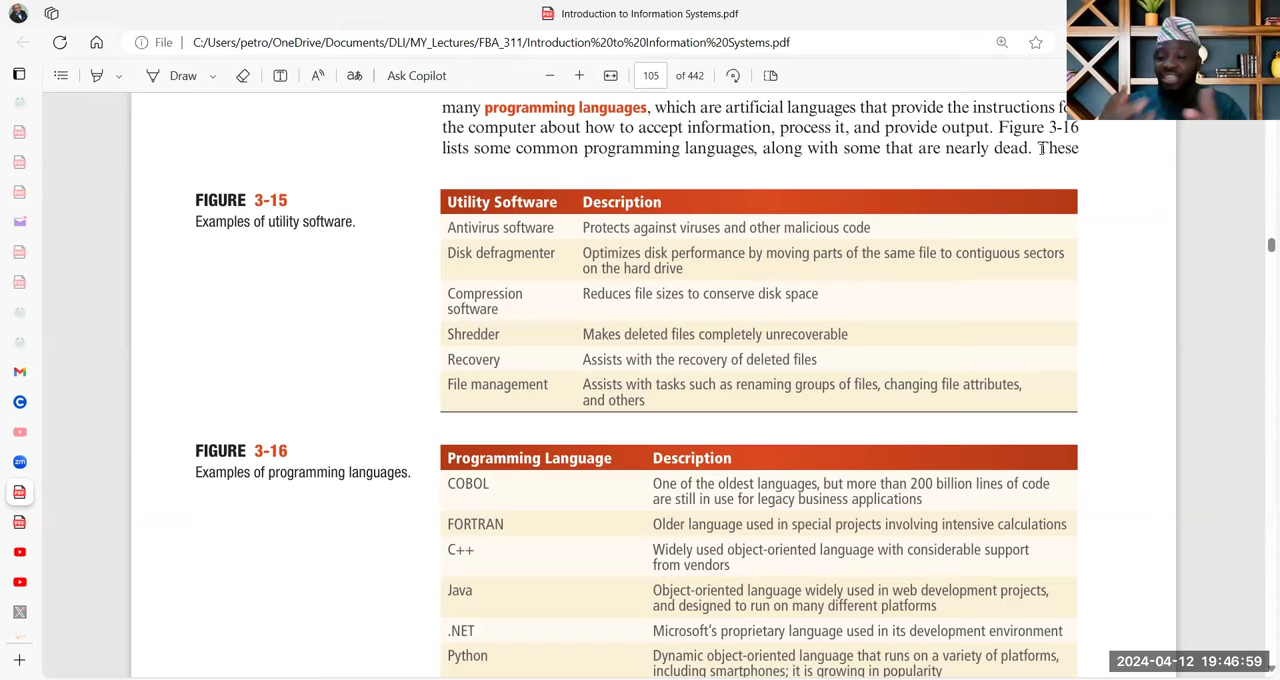 Introduction to Information Systems.pdf
File
C:/Users/petro/OneDrive/Documents/DLI/MY_Lectures/FBA_311/Introduction%20to%20Information%20Systems.pdf
Draw
Ask Copilot
105 of 442
many programming languages, which are artificial languages that provide the instructions
the computer about how to accept information, process it, and provide output. Figure 3-16
lists some common programming languages, along with some that are nearly dead. These
FIGURE 3-15
Examples of utility software.
Utility Software Description
Antivirus software Protects against viruses and other malicious code
Disk defragmenter Optimizes disk performance by moving parts of the same file to contiguous sectors
on the hard drive
Compression Reduces file sizes to conserve disk space
software
Shredder Makes deleted files completely unrecoverable
Recovery Assists with the recovery of deleted files
File management Assists with tasks such as renaming groups of files, changing file attributes,
and others
FIGURE 3-16
Examples of programming languages.
Programming Language Description
COBOL One of the oldest languages, but more than 200 billion lines of code
are still in use for legacy business applications
FORTRAN Older language used in special projects involving intensive calculations
C++ Widely used object-oriented language with considerable support
from vendors
Java Object-oriented language widely used in web development projects,
and designed to run on many different platforms
.NET Microsoft's proprietary language used in its development environment
Python Dynamic object-oriented language that runs on a variety of platforms,
including smartphones; it is growing in popularity
2024-04-12 19:46:59